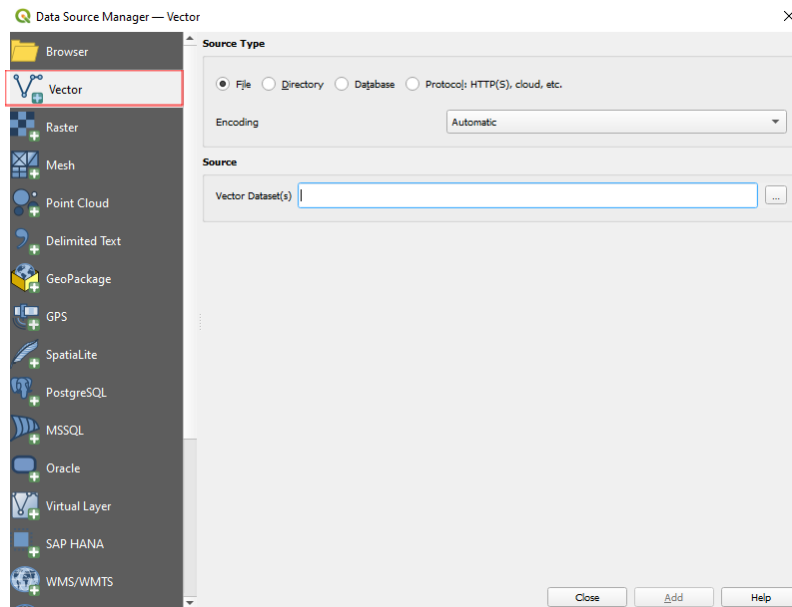 Data Source Manager — Vector
Browser
Vector
Raster
Mesh
Point Cloud
Delimited Text
GeoPackage
GPS
SpatiaLite
PostgreSQL
MSSQL
Oracle
Virtual Layer
SAP HANA
WMS/WMTS
Source Type
File Directory Database Protocol: HTTP(S), cloud, etc.
Encoding Automatic
Source
Vector Dataset(s) ...
Close Add Help